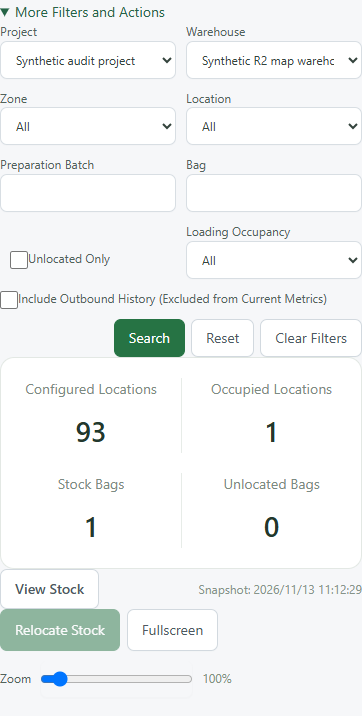 ▼ More Filters and Actions
Project Warehouse
Synthetic audit project Synthetic R2 map warehc
Zone Location
All All
Preparation Batch Bag
Loading Occupancy
Unlocated Only All
Include Outbound History (Excluded from Current Metrics)
Search Reset Clear Filters
Configured Locations Occupied Locations
93 1
Stock Bags Unlocated Bags
1 0
View Stock Snapshot: 2026/11/13 11:12:29
Relocate Stock Fullscreen
Zoom 100%